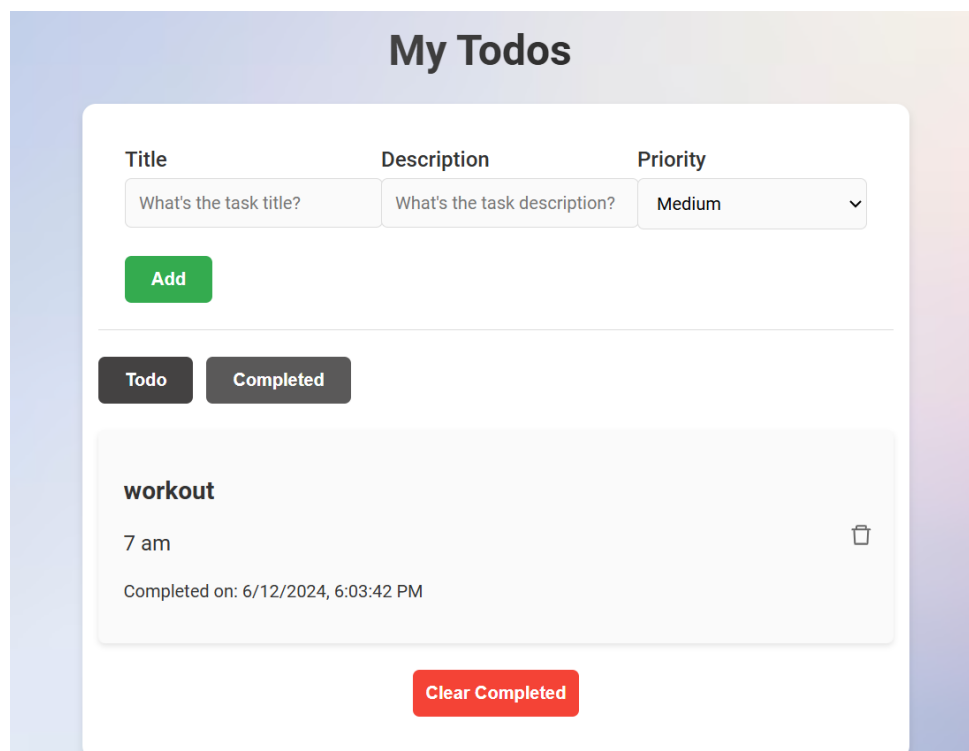 My Todos
Title Description Priority
What's the task title? What's the task description? Medium
Add
Todo Completed
workout
7 am
Completed on: 6/12/2024, 6:03:42 PM
Clear Completed